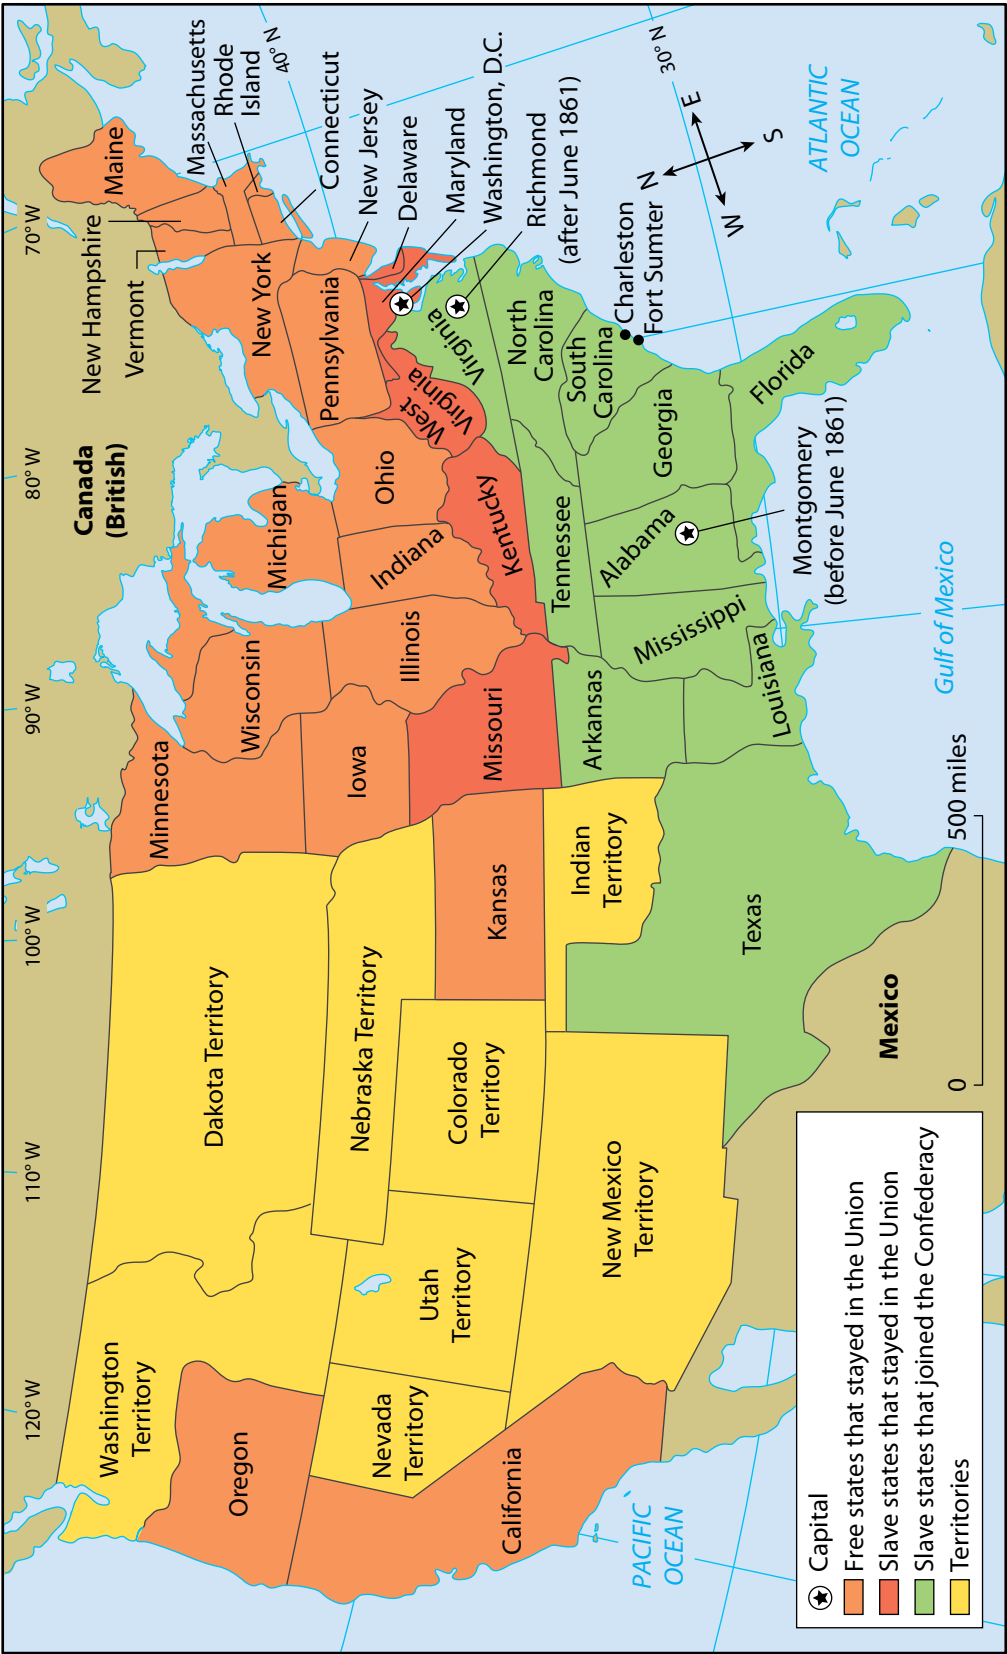 120° W
110° W
100° W
90° W
80° W
70° W
40° N
30° N
Canada
(British)
Washington
Territory
Oregon
California
Nevada
Territory
Utah
Territory
Dakota Territory
Nebraska Territory
Colorado
Territory
New Mexico
Territory
Kansas
Indian
Territory
Texas
Minnesota
Iowa
Missouri
Arkansas
Louisiana
Wisconsin
Illinois
Michigan
Indiana
Ohio
Kentucky
Tennessee
Mississippi
Alabama
Georgia
Florida
South
Carolina
North
Carolina
Virginia
West
Virginia
Pennsylvania
New York
Vermont
New Hampshire
Maine
Massachusetts
Rhode
Island
Connecticut
New Jersey
Delaware
Maryland
Washington, D.C.
Richmond
(after June 1861)
Charleston
Fort Sumter
Montgomery
(before June 1861)
N
E
S
W
ATLANTIC
OCEAN
Gulf of Mexico
PACIFIC
OCEAN
Mexico
0
500 miles
Capital
Free states that stayed in the Union
Slave states that stayed in the Union
Slave states that joined the Confederacy
Territories